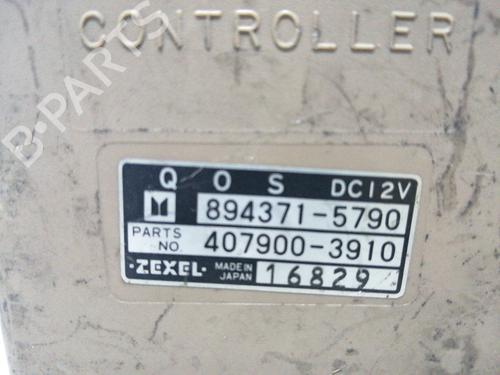 CONTROLLER
Q O S DC12V
894371-5790
PARTS NO. 407900-3910
·ZEXEL· MADE IN JAPAN 16829
B-Parts